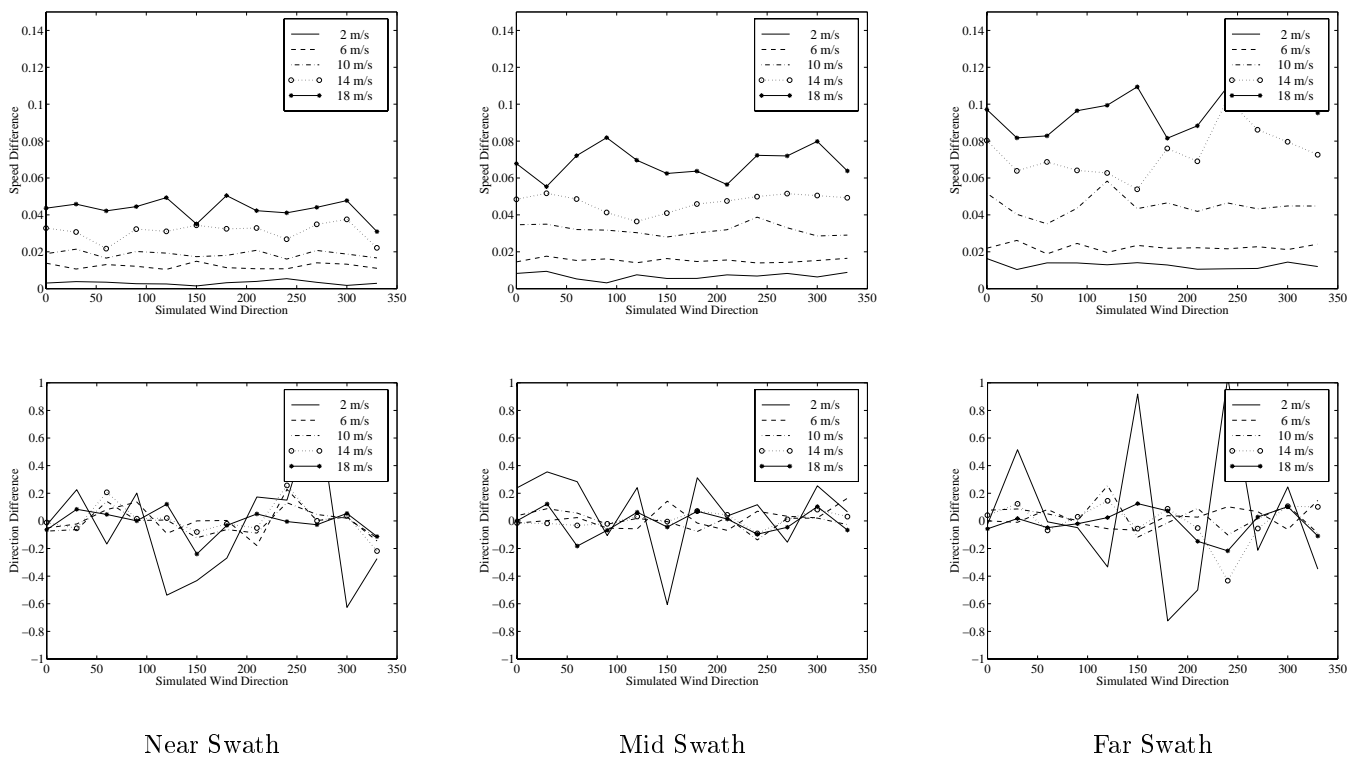 0.14
0.12
0.1
0.08
0.06
0.04
0.02
0
Speed Difference
2 m/s
6 m/s
10 m/s
14 m/s
18 m/s
0 50 100 150 200 250 300 350
Simulated Wind Direction
0.14
0.12
0.1
0.08
0.06
0.04
0.02
0
Speed Difference
2 m/s
6 m/s
10 m/s
14 m/s
18 m/s
0 50 100 150 200 250 300 350
Simulated Wind Direction
0.14
0.12
0.1
0.08
0.06
0.04
0.02
0
Speed Difference
2 m/s
6 m/s
10 m/s
14 m/s
18 m/s
0 50 100 150 200 250 300 350
Simulated Wind Direction
1
0.8
0.6
0.4
0.2
0
−0.2
−0.4
−0.6
−0.8
−1
Direction Difference
2 m/s
6 m/s
10 m/s
14 m/s
18 m/s
0 50 100 150 200 250 300 350
Simulated Wind Direction
1
0.8
0.6
0.4
0.2
0
−0.2
−0.4
−0.6
−0.8
−1
Direction Difference
2 m/s
6 m/s
10 m/s
14 m/s
18 m/s
0 50 100 150 200 250 300 350
Simulated Wind Direction
1
0.8
0.6
0.4
0.2
0
−0.2
−0.4
−0.6
−0.8
−1
Direction Difference
2 m/s
6 m/s
10 m/s
14 m/s
18 m/s
0 50 100 150 200 250 300 350
Simulated Wind Direction
Near Swath
Mid Swath
Far Swath